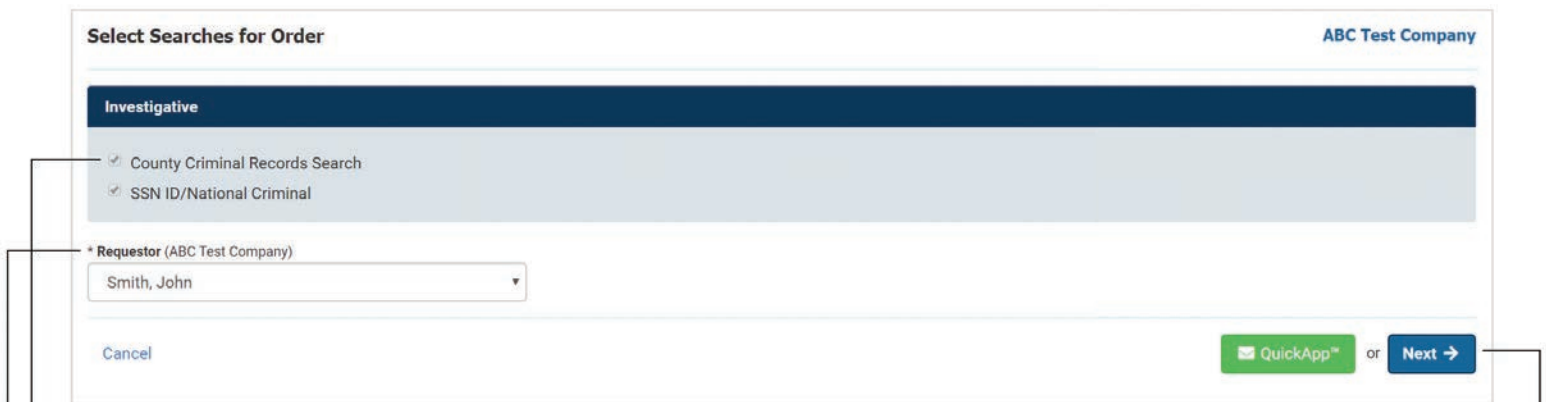 Select Searches for Order
ABC Test Company
Investigative
County Criminal Records Search
SSN ID/National Criminal
* Requestor (ABC Test Company)
Smith, John
Cancel
QuickApp™ or Next →